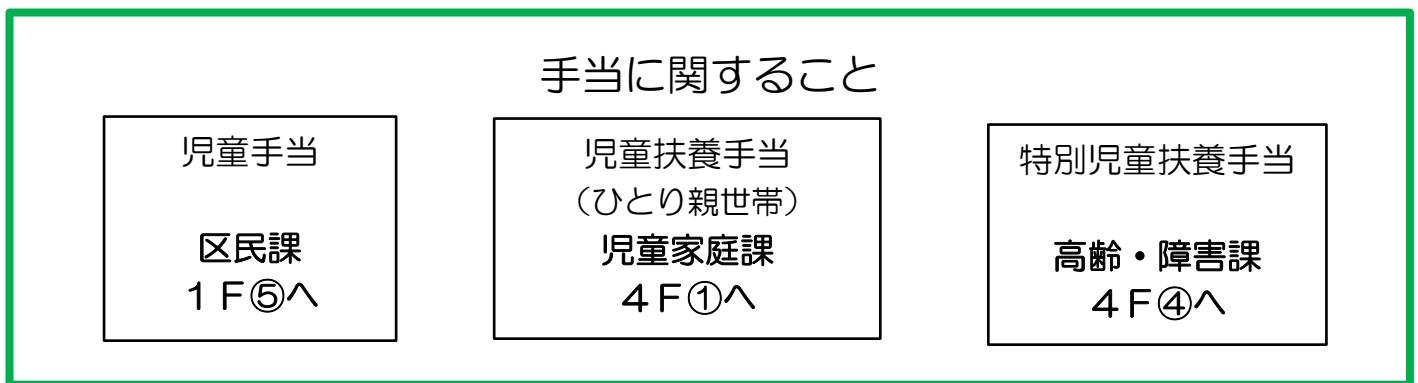 手当に関すること
児童手当
区民課
１Ｆ⑤へ
児童扶養手当
（ひとり親世帯）
児童家庭課
４Ｆ①へ
特別児童扶養手当
高齢・障害課
４Ｆ④へ